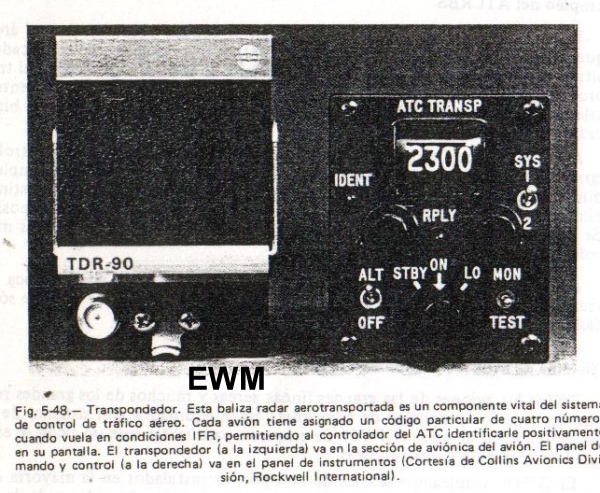 ATC TRANSP
2300
SYS
1
IDENT
RPLY
2
TDR-90
ALT STBY ON LO MON
OFF
TEST
EWM
Fig. 5-48.— Transpondedor. Esta baliza radar aerotransportada es un componente vital del sistema
de control de tráfico aéreo. Cada avión tiene asignado un código particular de cuatro números
cuando vuela en condiciones IFR, permitiendo al controlador del ATC identificarle positivamente
en su pantalla. El transpondedor (a la izquierda) va en la sección de aviónica del avión. El panel de
mando y control (a la derecha) va en el panel de instrumentos (Cortesía de Collins Avionics Divi-
sión, Rockwell International).